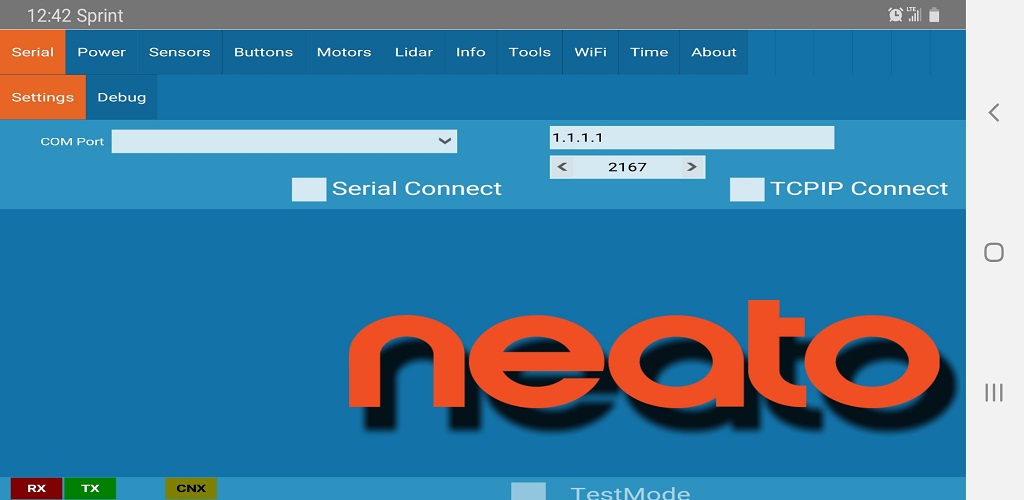 12:42 Sprint LTE
Serial Power Sensors Buttons Motors Lidar Info Tools WiFi Time About
Settings Debug
COM Port 1.1.1.1
< 2167 >
Serial Connect TCPIP Connect
neato
RX TX CNX TestMode